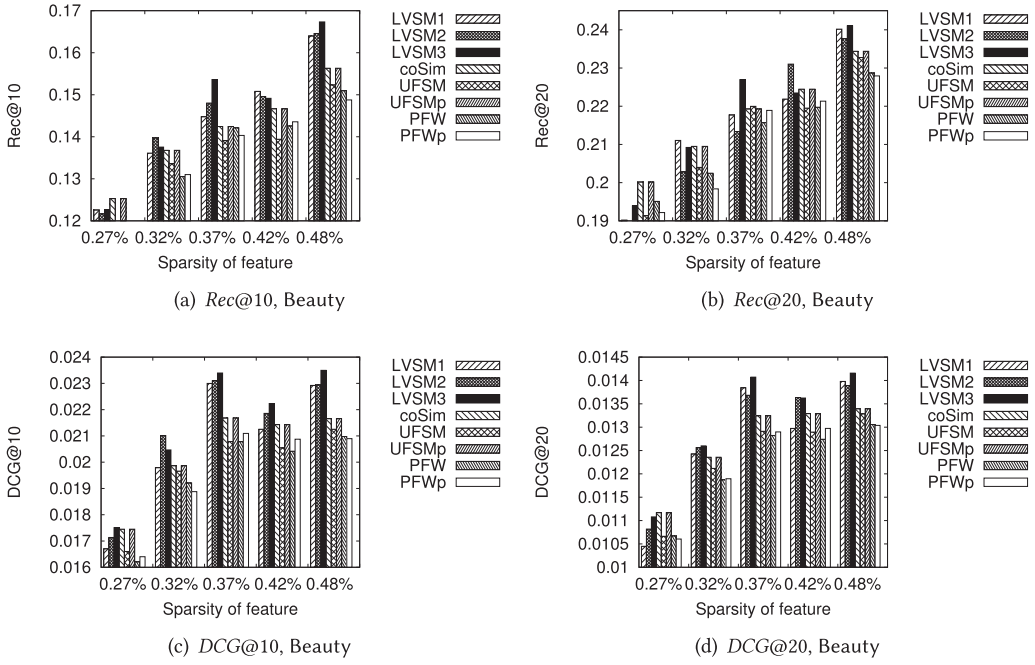 0.17
0.16
0.15
0.14
0.13
0.12
Rec@10
0.27% 0.32% 0.37% 0.42% 0.48%
Sparsity of feature
LVSM1
LVSM2
LVSM3
coSim
UFSM
UFSMp
PFW
PFWp
(a) Rec@10, Beauty
0.24
0.23
0.22
0.21
0.2
0.19
Rec@20
0.27% 0.32% 0.37% 0.42% 0.48%
Sparsity of feature
LVSM1
LVSM2
LVSM3
coSim
UFSM
UFSMp
PFW
PFWp
(b) Rec@20, Beauty
0.024
0.023
0.022
0.021
0.02
0.019
0.018
0.017
0.016
DCG@10
0.27% 0.32% 0.37% 0.42% 0.48%
Sparsity of feature
LVSM1
LVSM2
LVSM3
coSim
UFSM
UFSMp
PFW
PFWp
(c) DCG@10, Beauty
0.0145
0.014
0.0135
0.013
0.0125
0.012
0.0115
0.011
0.0105
0.01
DCG@20
0.27% 0.32% 0.37% 0.42% 0.48%
Sparsity of feature
LVSM1
LVSM2
LVSM3
coSim
UFSM
UFSMp
PFW
PFWp
(d) DCG@20, Beauty